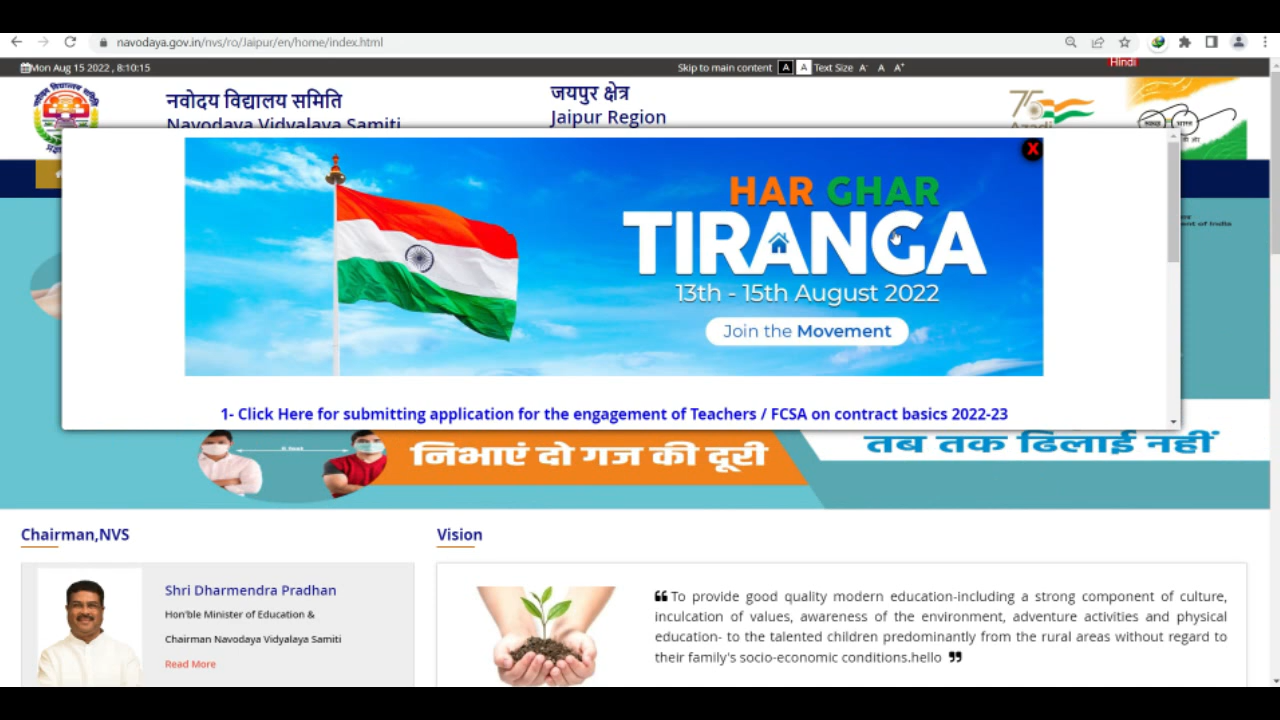 navodaya.gov.in/nvs/ro/Jaipur/en/home/index.html
Mon Aug 15 2022 , 8:10:15
Skip to main content A A Text Size A- A A+
Hindi
नवोदय विद्यालय समिति
Navodaya Vidyalaya Samiti
जयपुर क्षेत्र
Jaipur Region
75
Azadi
X
HAR GHAR
TIRANGA
13th - 15th August 2022
Join the Movement
1- Click Here for submitting application for the engagement of Teachers / FCSA on contract basics 2022-23
निभाएं दो गज की दूरी
तब तक ढिलाई नहीं
Chairman,NVS
Shri Dharmendra Pradhan
Hon'ble Minister of Education &
Chairman Navodaya Vidyalaya Samiti
Read More
Vision
❝ To provide good quality modern education-including a strong component of culture,
inculcation of values, awareness of the environment, adventure activities and physical
education- to the talented children predominantly from the rural areas without regard to
their family's socio-economic conditions.hello ❞